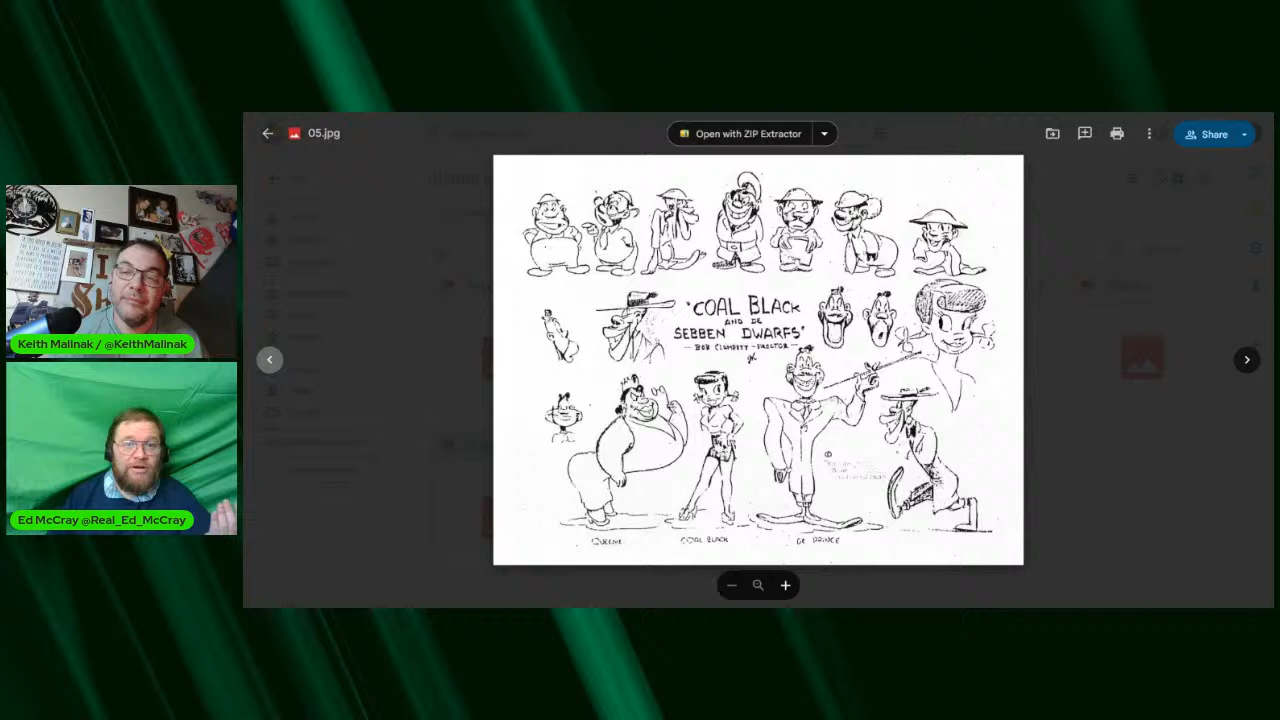 05.jpg
Open with ZIP Extractor
Share
Keith Malinak / @KeithMalinak
Ed McCray @Real_Ed_McCray
"COAL BLACK
AND DE
SEBBEN DWARFS"
- BOB CLAMPETT - DIRECTOR -
QUEENIE
COAL BLACK
DE PRINCE